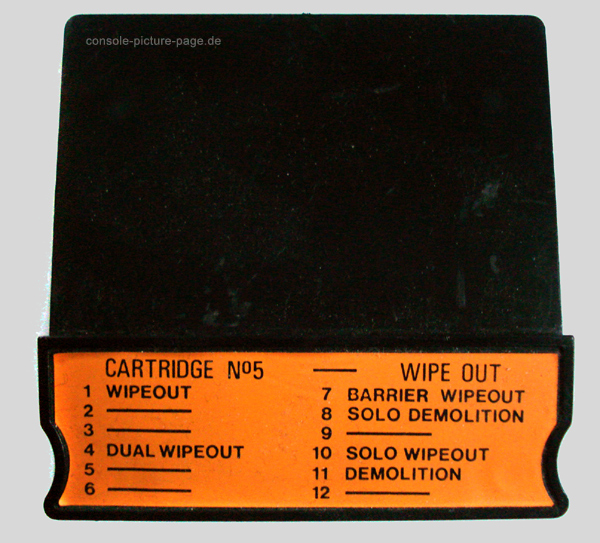 console-picture-page.de
CARTRIDGE Nº5 — WIPE OUT
1 WIPEOUT
2 ———
3 ———
4 DUAL WIPEOUT
5 ———
6 ———
7 BARRIER WIPEOUT
8 SOLO DEMOLITION
9 ———
10 SOLO WIPEOUT
11 DEMOLITION
12 ———